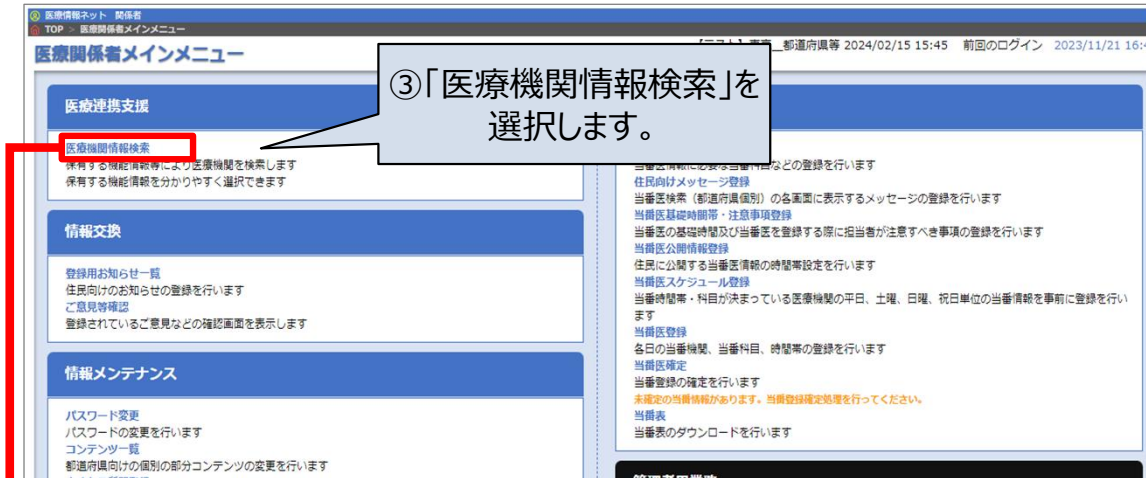 医療情報ネット 関係者
TOP > 医療関係者メインメニュー
医療関係者メインメニュー
都道府県等 2024/02/15 15:45 前回のログイン 2023/11/21 16:4
③「医療機関情報検索」を
選択します。
医療連携支援
医療機関情報検索
保有する機能情報等により医療機関を検索します
保有する機能情報を分かりやすく選択できます
情報交換
登録用お知らせ一覧
住民向けのお知らせの登録を行います
ご意見等確認
登録されているご意見などの確認画面を表示します
情報メンテナンス
パスワード変更
パスワードの変更を行います
コンテンツ一覧
都道府県向けの個別の部分コンテンツの変更を行います
当番医情報に必要な当番科目などの登録を行います
住民向けメッセージ登録
当番医検索（都道府県個別）の各画面に表示するメッセージの登録を行います
当番医基礎時間帯・注意事項登録
当番医の基礎時間及び当番医を登録する際に担当者が注意すべき事項の登録を行います
当番医公開情報登録
住民に公開する当番医情報の時間帯設定を行います
当番医スケジュール登録
当番時間帯・科目が決まっている医療機関の平日、土曜、日曜、祝日単位の当番情報を事前に登録を行い
ます
当番医登録
各日の当番機関、当番科目、時間帯の登録を行います
当番医確定
当番登録の確定を行います
未確定の当番情報があります。当番登録確定処理を行ってください。
当番表
当番表のダウンロードを行います